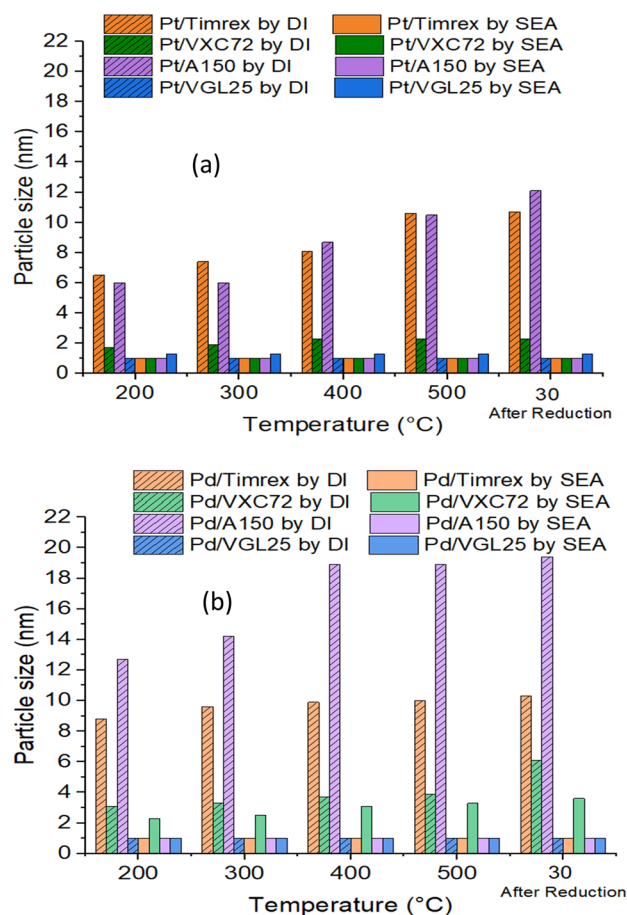 Pt/Timrex by DI Pt/Timrex by SEA
Pt/VXC72 by DI Pt/VXC72 by SEA
Pt/A150 by DI Pt/A150 by SEA
Pt/VGL25 by DI Pt/VGL25 by SEA
(a)
Particle size (nm)
22
20
18
16
14
12
10
8
6
4
2
0
200 300 400 500 30
After Reduction
Temperature (°C)
Pd/Timrex by DI Pd/Timrex by SEA
Pd/VXC72 by DI Pd/VXC72 by SEA
Pd/A150 by DI Pd/A150 by SEA
Pd/VGL25 by DI Pd/VGL25 by SEA
(b)
Particle size (nm)
22
20
18
16
14
12
10
8
6
4
2
0
200 300 400 500 30
After Reduction
Temperature (°C)